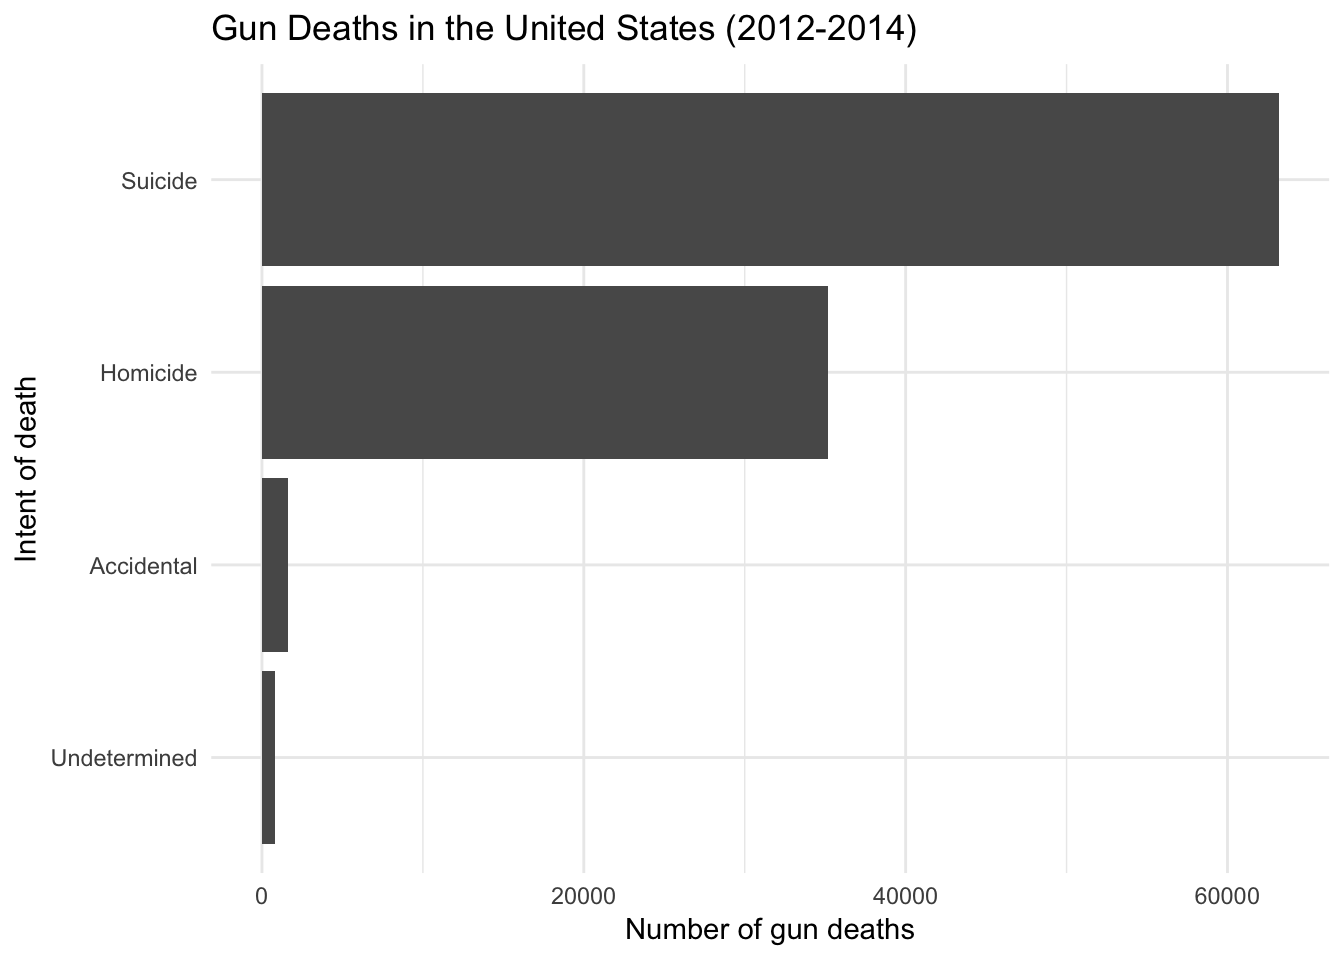 Gun Deaths in the United States (2012-2014)
Suicide
Homicide
Accidental
Undetermined
Intent of death
0 20000 40000 60000
Number of gun deaths